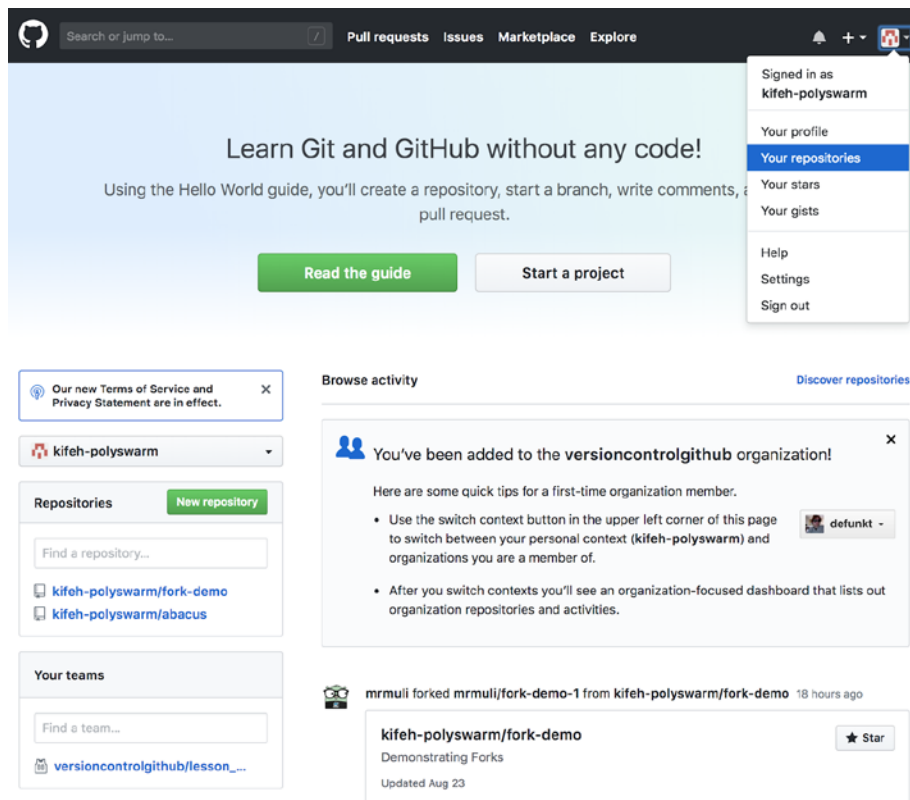 Search or jump to... /
Pull requests Issues Marketplace Explore
Signed in as
kifeh-polyswarm
Your profile
Your repositories
Your stars
Your gists
Help
Settings
Sign out
Learn Git and GitHub without any code!
Using the Hello World guide, you'll create a repository, start a branch, write comments, a
pull request.
Read the guide Start a project
Our new Terms of Service and
Privacy Statement are in effect.
kifeh-polyswarm
Repositories New repository
Find a repository...
kifeh-polyswarm/fork-demo
kifeh-polyswarm/abacus
Your teams
Find a team...
versioncontrolgithub/lesson_...
Browse activity Discover repositories
You've been added to the versioncontrolgithub organization!
Here are some quick tips for a first-time organization member.
• Use the switch context button in the upper left corner of this page
to switch between your personal context (kifeh-polyswarm) and
organizations you are a member of.
defunkt
• After you switch contexts you'll see an organization-focused dashboard that lists out
organization repositories and activities.
mrmuli forked mrmuli/fork-demo-1 from kifeh-polyswarm/fork-demo 18 hours ago
kifeh-polyswarm/fork-demo
Star
Demonstrating Forks
Updated Aug 23